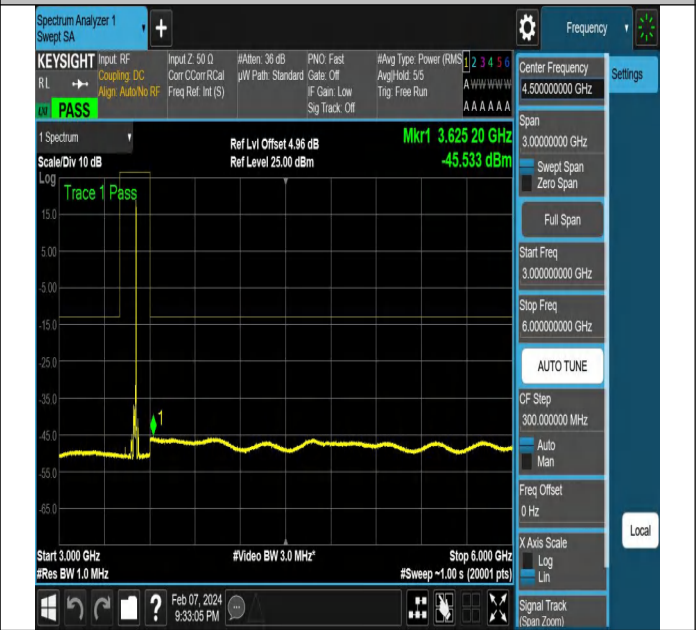 Spectrum Analyzer 1
Swept SA
+
Frequency
KEYSIGHT
R L
LXI
PASS
Input: RF
Coupling: DC
Align: Auto/No RF
Input Z: 50 Ω
Corr CCorr RCal
Freq Ref: Int (S)
#Atten: 36 dB
µW Path: Standard
PNO: Fast
Gate: Off
IF Gain: Low
Sig Track: Off
#Avg Type: Power (RMS
Avg|Hold: 5/5
Trig: Free Run
1 2 3 4 5 6
A W W W W W
A A A A A A
1 Spectrum
Scale/Div 10 dB
Ref Lvl Offset 4.96 dB
Ref Level 25.00 dBm
Mkr1 3.625 20 GHz
-45.533 dBm
Log
Trace 1 Pass
15.0
5.00
-5.00
-15.0
-25.0
-35.0
-45.0
-55.0
-65.0
1
Start 3.000 GHz
#Res BW 1.0 MHz
#Video BW 3.0 MHz*
Stop 6.000 GHz
#Sweep ~1.00 s (20001 pts)
Center Frequency
4.500000000 GHz
Settings
Span
3.00000000 GHz
Swept Span
Zero Span
Full Span
Start Freq
3.000000000 GHz
Stop Freq
6.000000000 GHz
AUTO TUNE
CF Step
300.000000 MHz
Auto
Man
Freq Offset
0 Hz
X Axis Scale
Log
Lin
Local
Signal Track
(Span Zoom)
?
Feb 07, 2024
9:33:05 PM